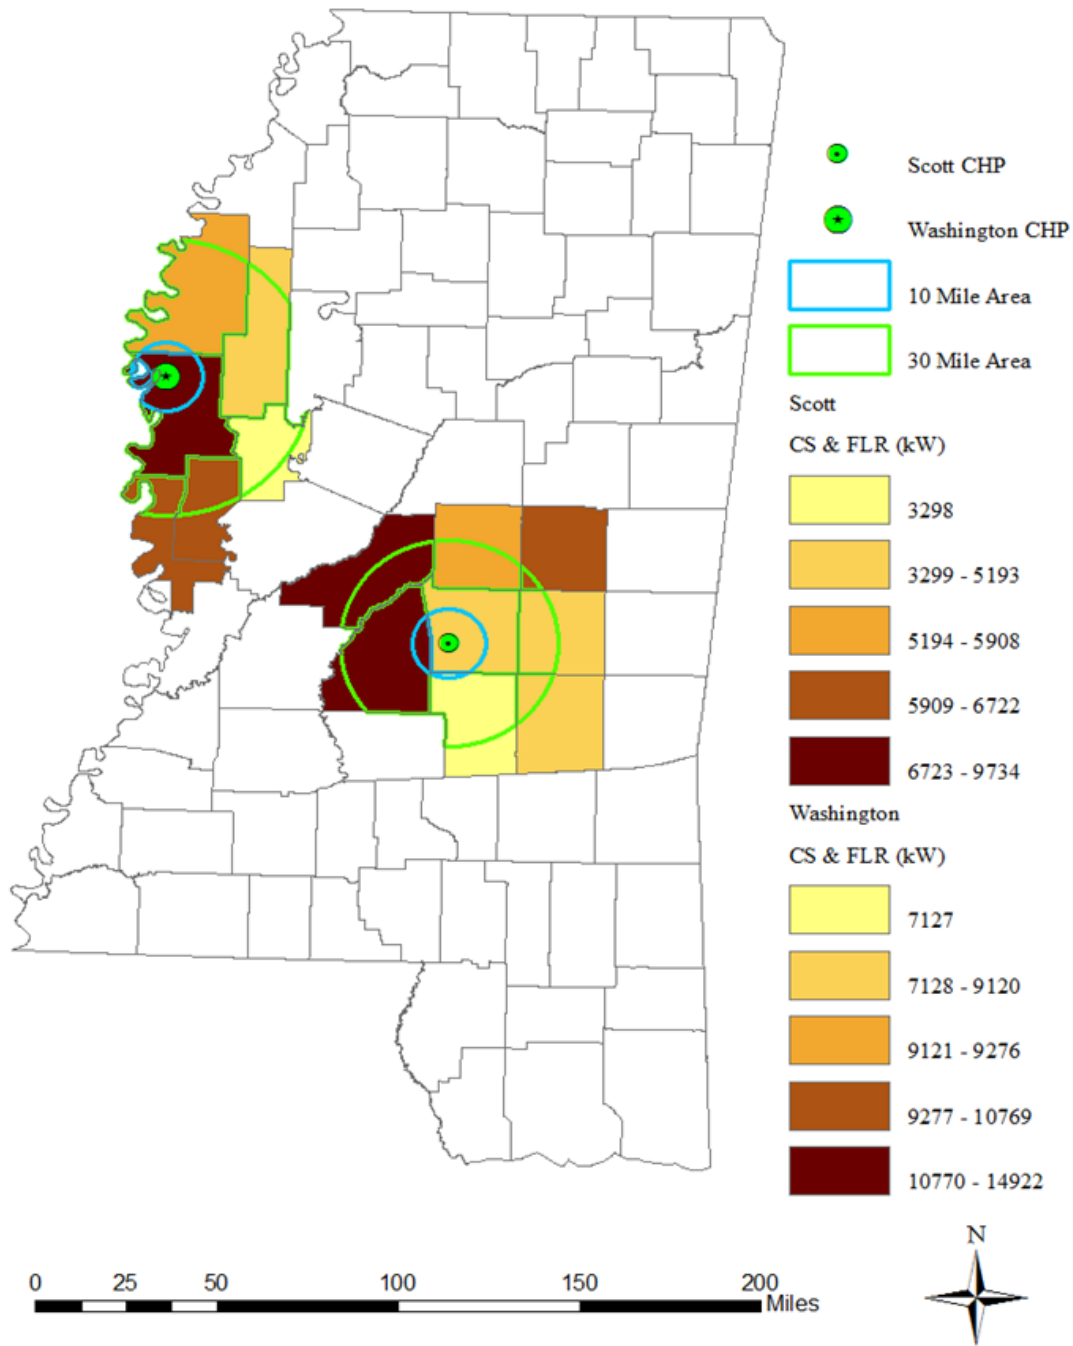 Scott CHP
Washington CHP
10 Mile Area
30 Mile Area
Scott
CS & FLR (kW)
3298
3299 - 5193
5194 - 5908
5909 - 6722
6723 - 9734
Washington
CS & FLR (kW)
7127
7128 - 9120
9121 - 9276
9277 - 10769
10770 - 14922
N
0 25 50 100 150 200
Miles